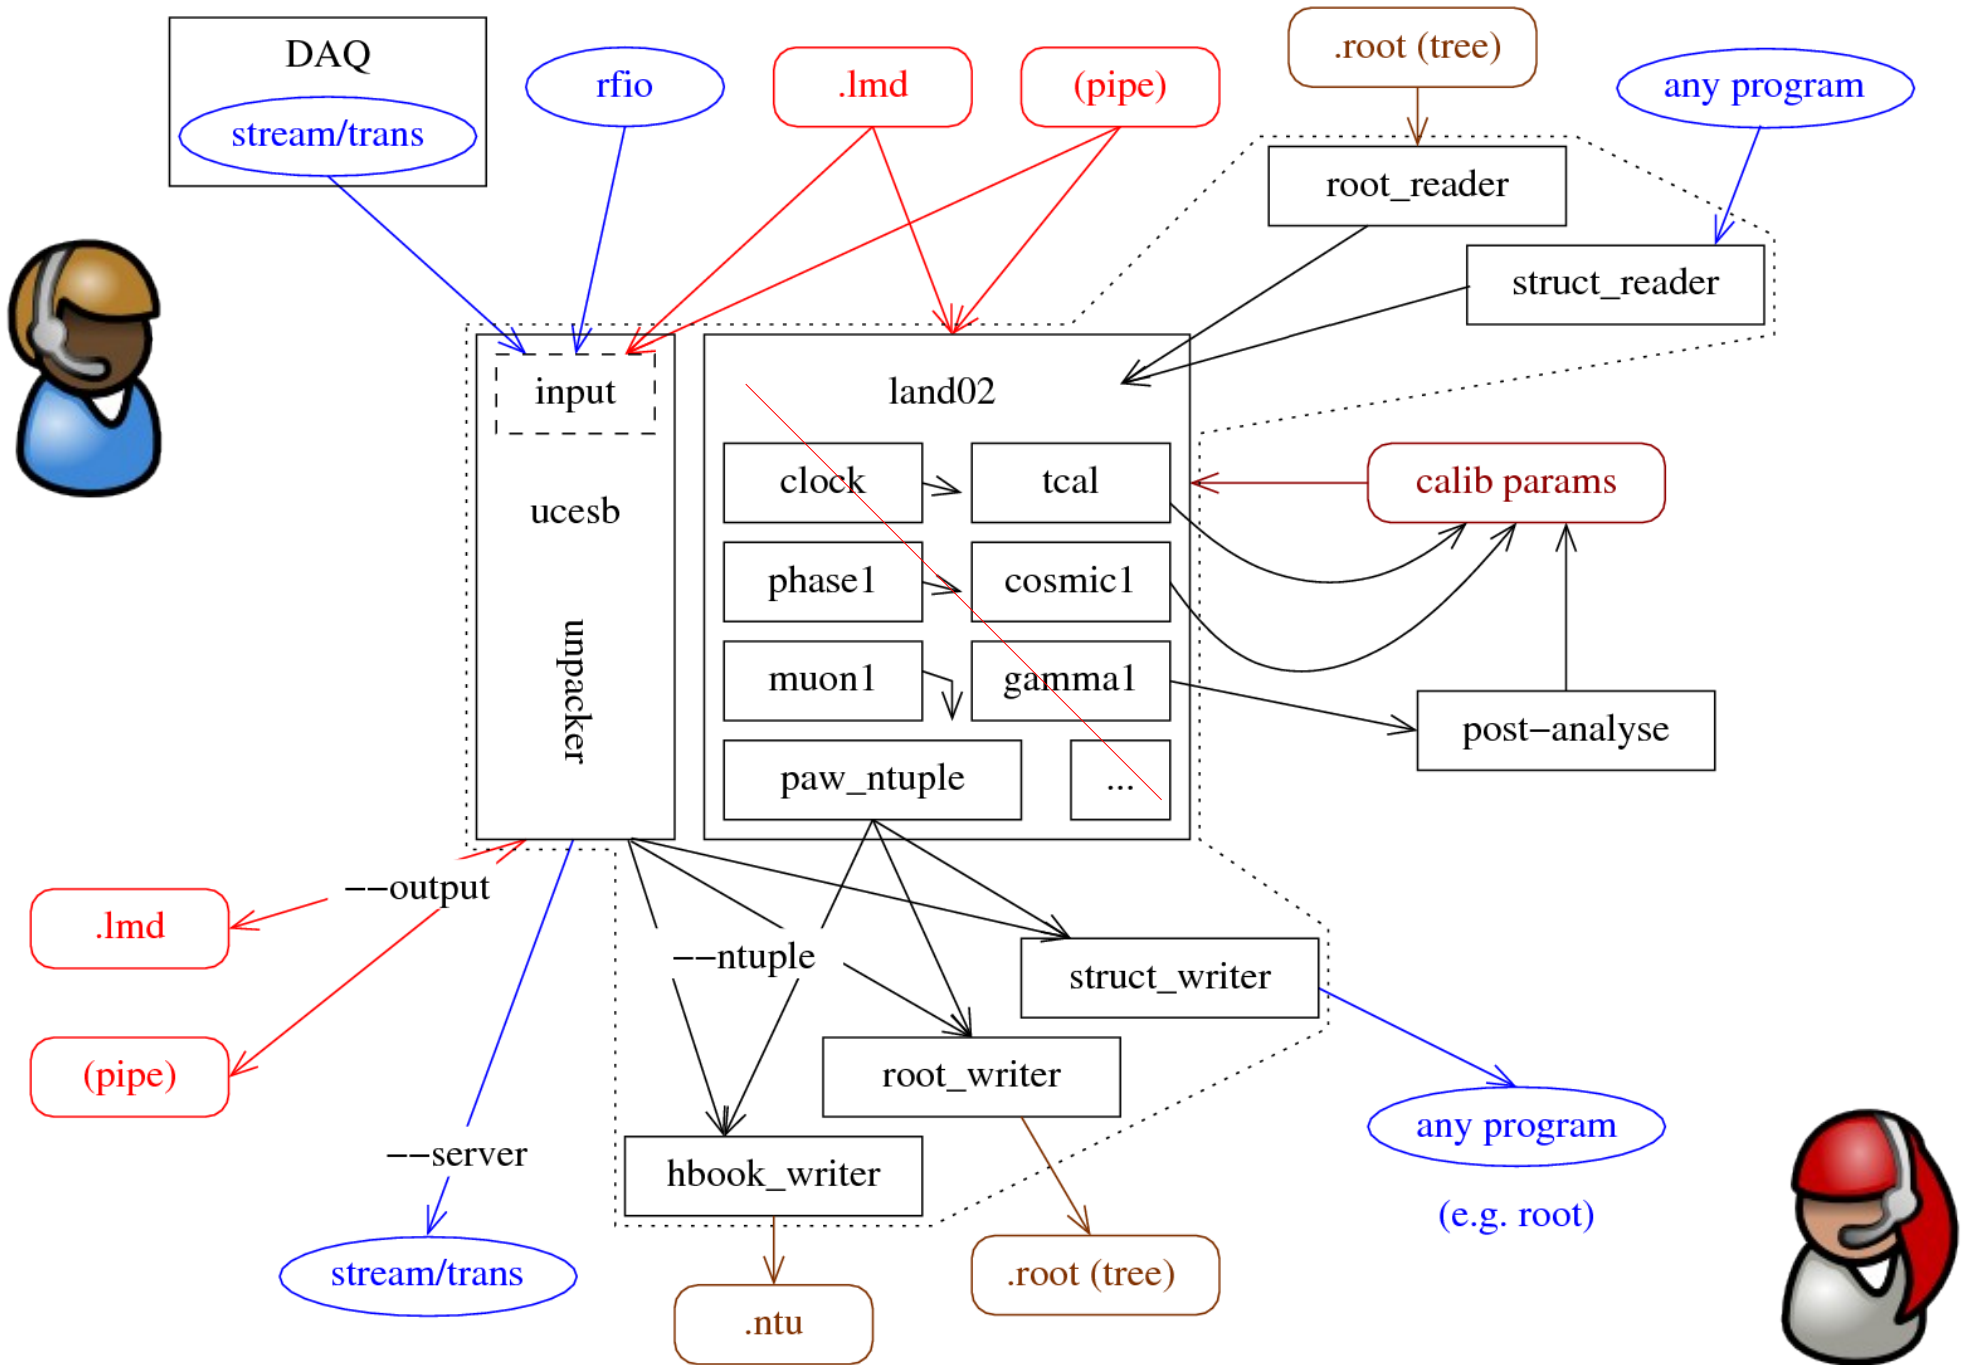 DAQ
stream/trans
rfio
.lmd
(pipe)
.root (tree)
any program
root_reader
struct_reader
input
ucesb
unpacker
land02
clock
tcal
phase1
cosmic1
muon1
gamma1
paw_ntuple
...
calib params
post−analyse
−−output
.lmd
(pipe)
−−server
stream/trans
−−ntuple
struct_writer
root_writer
hbook_writer
any program
(e.g. root)
.root (tree)
.ntu